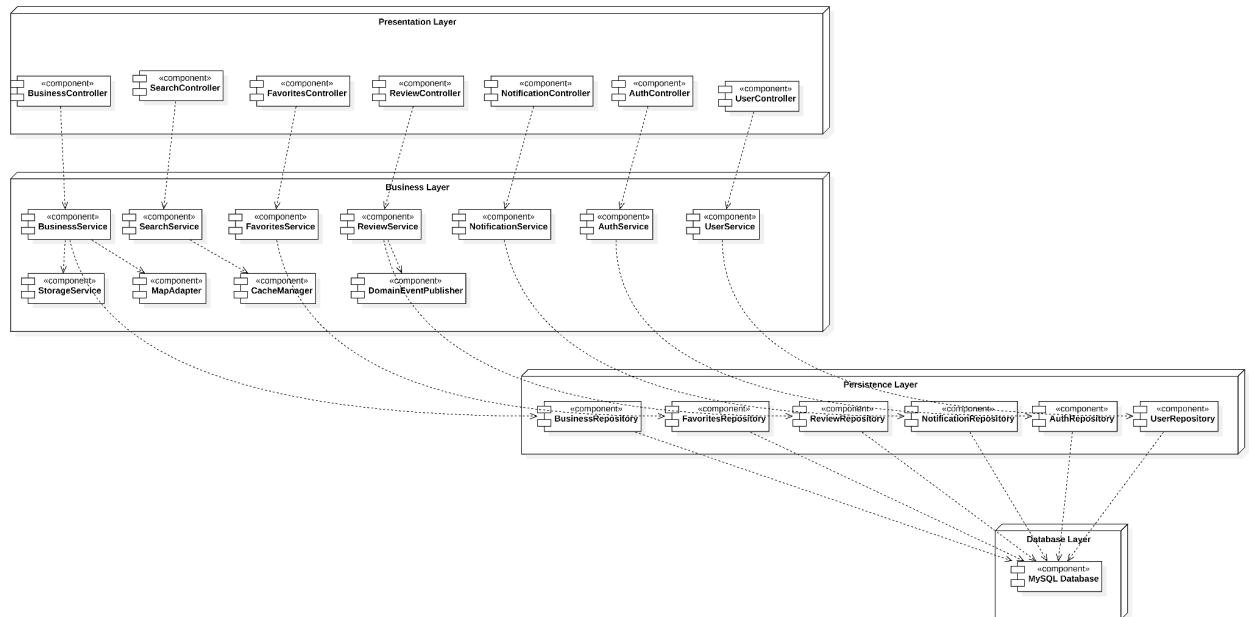 Presentation Layer
«component»
BusinessController
«component»
SearchController
«component»
FavoritesController
«component»
ReviewController
«component»
NotificationController
«component»
AuthController
«component»
UserController
Business Layer
«component»
BusinessService
«component»
SearchService
«component»
FavoritesService
«component»
ReviewService
«component»
NotificationService
«component»
AuthService
«component»
UserService
«component»
StorageService
«component»
MapAdapter
«component»
CacheManager
«component»
DomainEventPublisher
Persistence Layer
«component»
BusinessRepository
«component»
FavoritesRepository
«component»
ReviewRepository
«component»
NotificationRepository
«component»
AuthRepository
«component»
UserRepository
Database Layer
«component»
MySQL Database